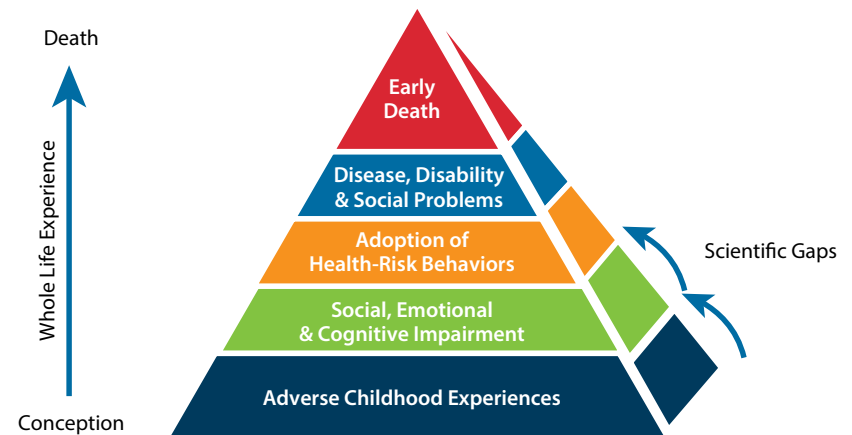 Death
Whole Life Experience
Conception
Early
Death
Disease, Disability
& Social Problems
Adoption of
Health-Risk Behaviors
Social, Emotional
& Cognitive Impairment
Adverse Childhood Experiences
Scientific Gaps